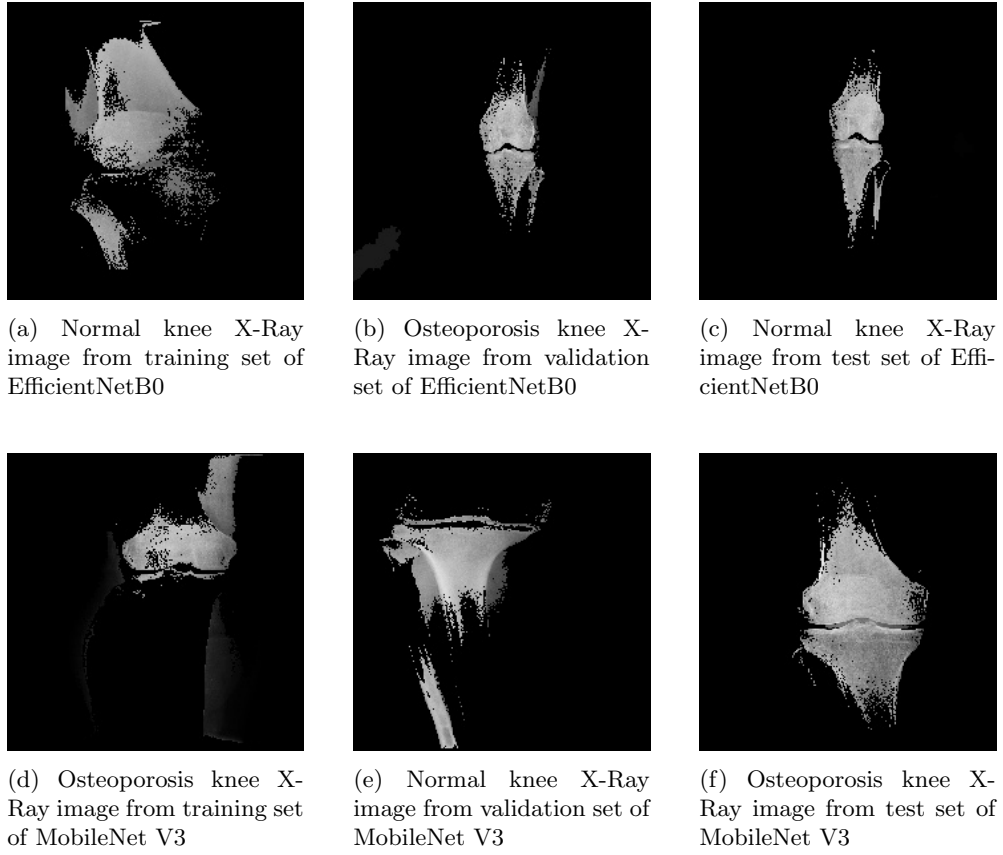 (a) Normal knee X-Ray
image from training set of
EfficientNetB0
(b) Osteoporosis knee X-
Ray image from validation
set of EfficientNetB0
(c) Normal knee X-Ray
image from test set of Effi-
cientNetB0
(d) Osteoporosis knee X-
Ray image from training set
of MobileNet V3
(e) Normal knee X-Ray
image from validation set of
MobileNet V3
(f) Osteoporosis knee X-
Ray image from test set of
MobileNet V3